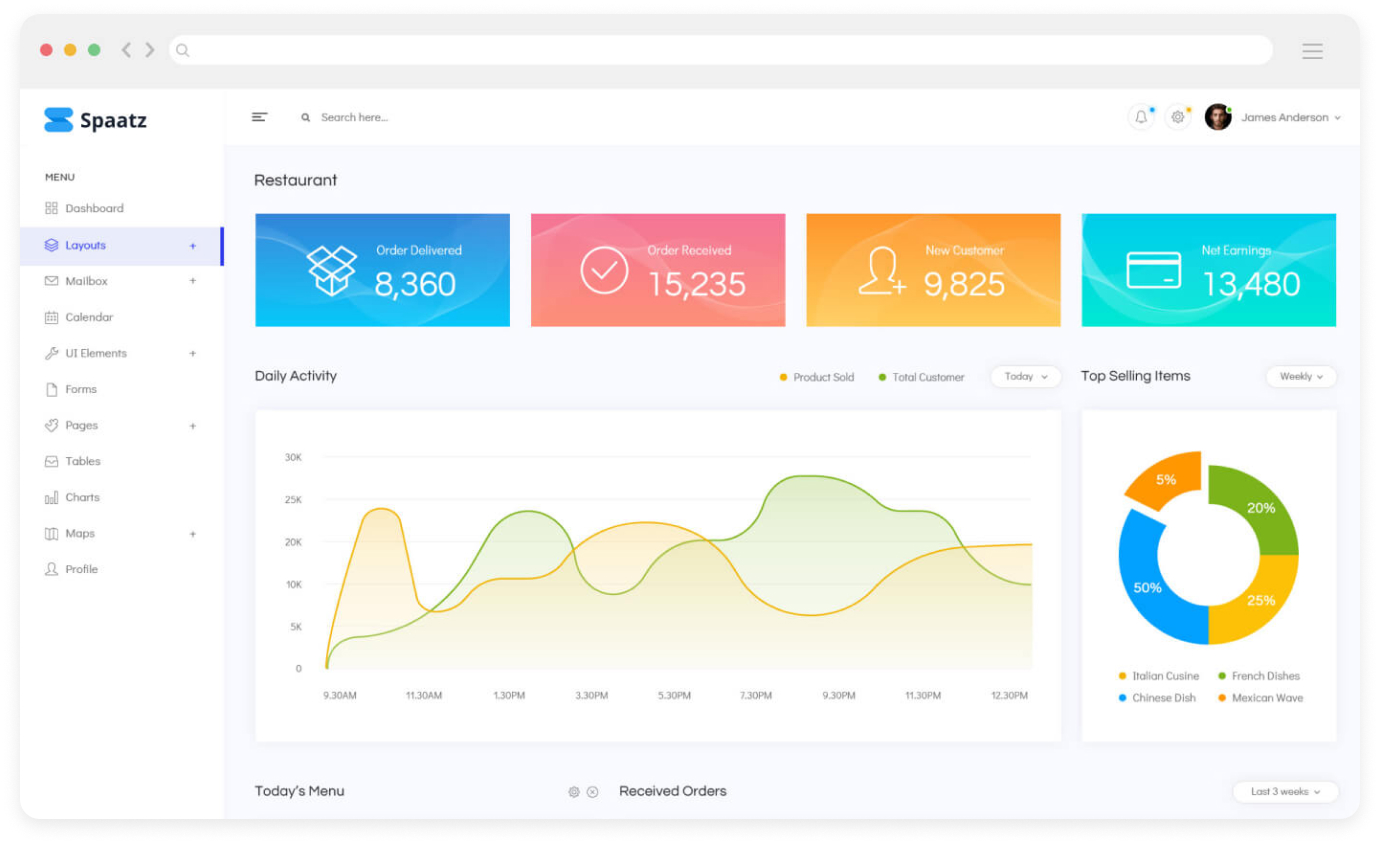 Spaatz
Search here...
James Anderson
MENU
Dashboard
Layouts +
Mailbox +
Calendar
UI Elements +
Forms
Pages +
Tables
Charts
Maps +
Profile
Restaurant
Order Delivered
8,360
Order Received
15,235
New Customer
9,825
Net Earnings
13,480
Daily Activity
Product Sold Total Customer
Today
30K
25K
20K
10K
5K
0
9.30AM 11.30AM 1.30PM 3.30PM 5.30PM 7.30PM 9.30PM 11.30PM 12.30PM
Top Selling Items
Weekly
5%
20%
50%
25%
Italian Cusine French Dishes
Chinese Dish Mexican Wave
Today's Menu
Received Orders
Last 3 weeks